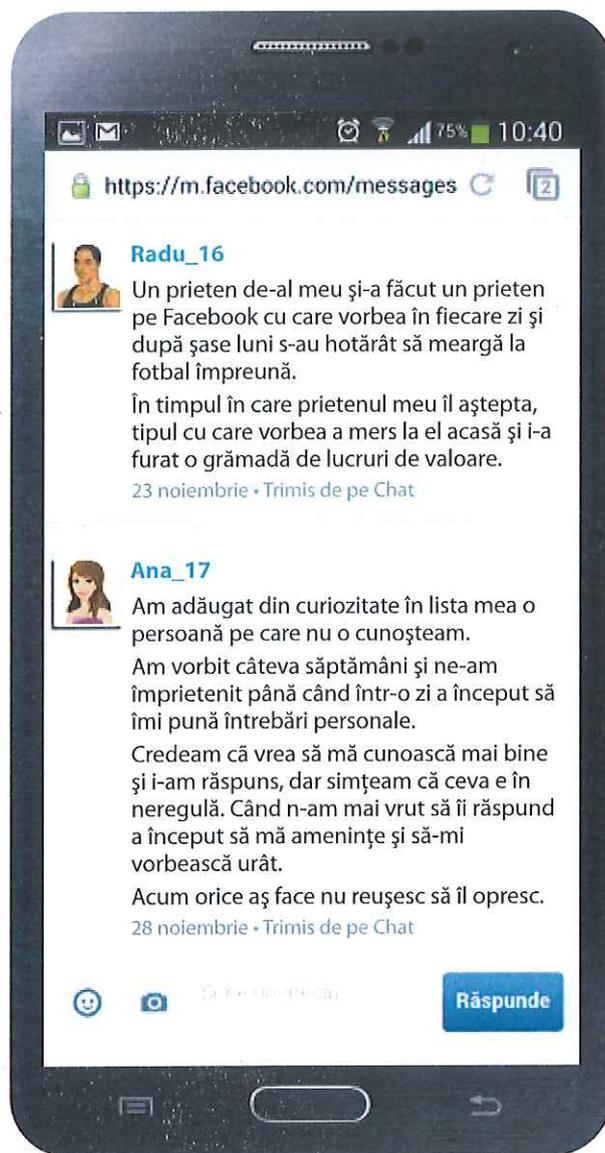 75% 10:40
https://m.facebook.com/messages 2
Radu_16
Un prieten de-al meu şi-a făcut un prieten
pe Facebook cu care vorbea în fiecare zi şi
după şase luni s-au hotărât să meargă la
fotbal împreună.
În timpul în care prietenul meu îl aştepta,
tipul cu care vorbea a mers la el acasă şi i-a
furat o grămadă de lucruri de valoare.
23 noiembrie • Trimis de pe Chat
Ana_17
Am adăugat din curiozitate în lista mea o
persoană pe care nu o cunoşteam.
Am vorbit câteva săptămâni şi ne-am
împrietenit până când într-o zi a început să
îmi pună întrebări personale.
Credeam că vrea să mă cunoască mai bine
şi i-am răspuns, dar simţeam că ceva e în
neregulă. Când n-am mai vrut să îi răspund
a început să mă ameninţe şi să-mi
vorbească urât.
Acum orice aş face nu reuşesc să îl opresc.
28 noiembrie • Trimis de pe Chat
Răspunde